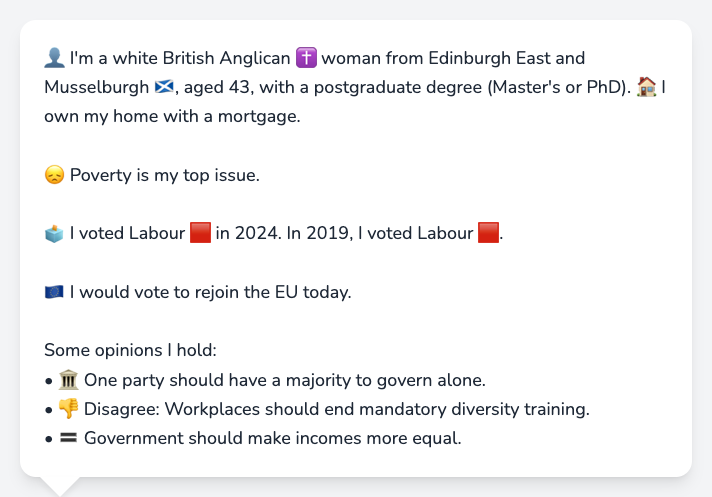 👤 I'm a white British Anglican ✝️ woman from Edinburgh East and
Musselburgh 🏴󠁧󠁢󠁳󠁣󠁴󠁿, aged 43, with a postgraduate degree (Master's or PhD). 🏠 I
own my home with a mortgage.
😞 Poverty is my top issue.
🗳️ I voted Labour 🟥 in 2024. In 2019, I voted Labour 🟥.
🇪🇺 I would vote to rejoin the EU today.
Some opinions I hold:
• 🏛️ One party should have a majority to govern alone.
• 👎 Disagree: Workplaces should end mandatory diversity training.
• 🟰 Government should make incomes more equal.